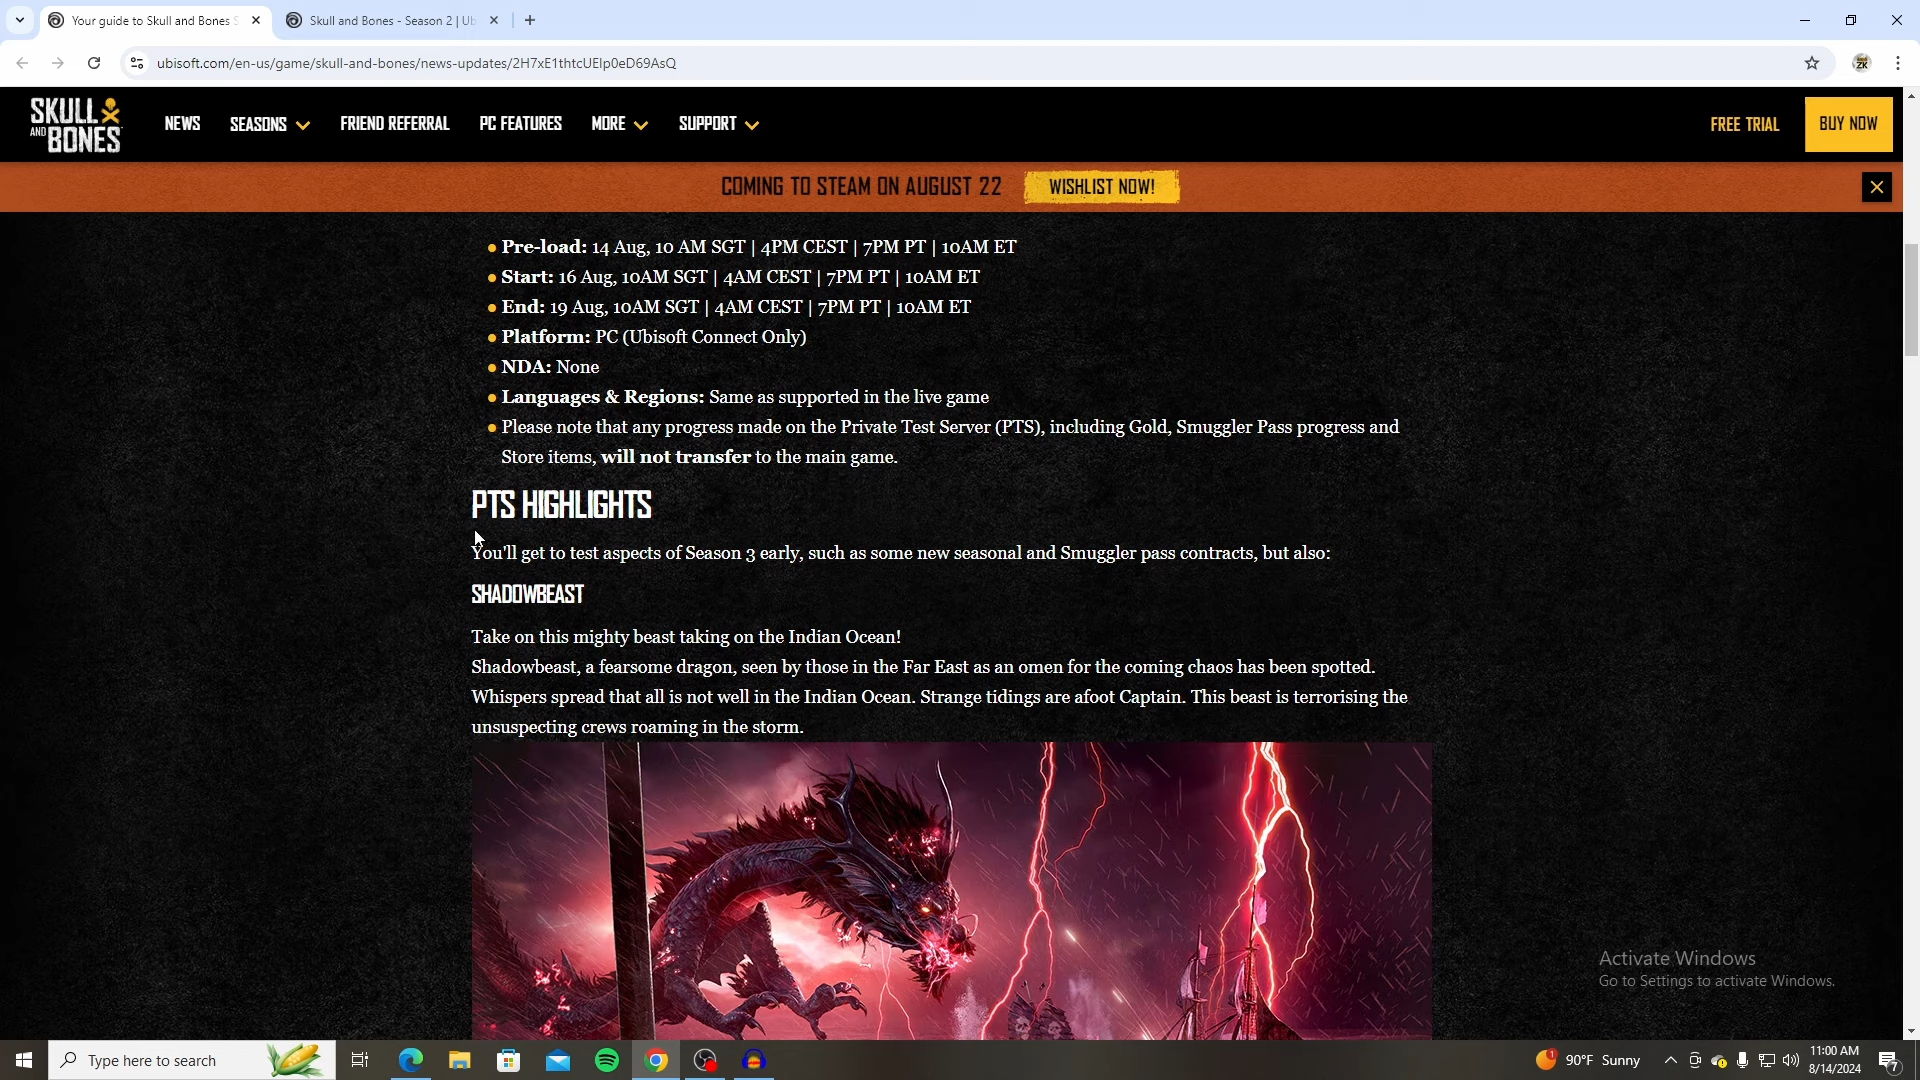 Your guide to Skull and Bones S
Skull and Bones - Season 2 | Ub
ubisoft.com/en-us/game/skull-and-bones/news-updates/2H7xE1thtcUEIp0eD69AsQ
ZK
SKULL AND BONES
NEWS SEASONS FRIEND REFERRAL PC FEATURES MORE SUPPORT FREE TRIAL BUY NOW
COMING TO STEAM ON AUGUST 22 WISHLIST NOW!
Pre-load: 14 Aug, 10 AM SGT | 4PM CEST | 7PM PT | 10AM ET
Start: 16 Aug, 10AM SGT | 4AM CEST | 7PM PT | 10AM ET
End: 19 Aug, 10AM SGT | 4AM CEST | 7PM PT | 10AM ET
Platform: PC (Ubisoft Connect Only)
NDA: None
Languages & Regions: Same as supported in the live game
Please note that any progress made on the Private Test Server (PTS), including Gold, Smuggler Pass progress and
Store items, will not transfer to the main game.
PTS HIGHLIGHTS
You'll get to test aspects of Season 3 early, such as some new seasonal and Smuggler pass contracts, but also:
SHADOWBEAST
Take on this mighty beast taking on the Indian Ocean!
Shadowbeast, a fearsome dragon, seen by those in the Far East as an omen for the coming chaos has been spotted.
Whispers spread that all is not well in the Indian Ocean. Strange tidings are afoot Captain. This beast is terrorising the
unsuspecting crews roaming in the storm.
Activate Windows
Go to Settings to activate Windows.
Type here to search
1
90°F Sunny
11:00 AM
8/14/2024
7